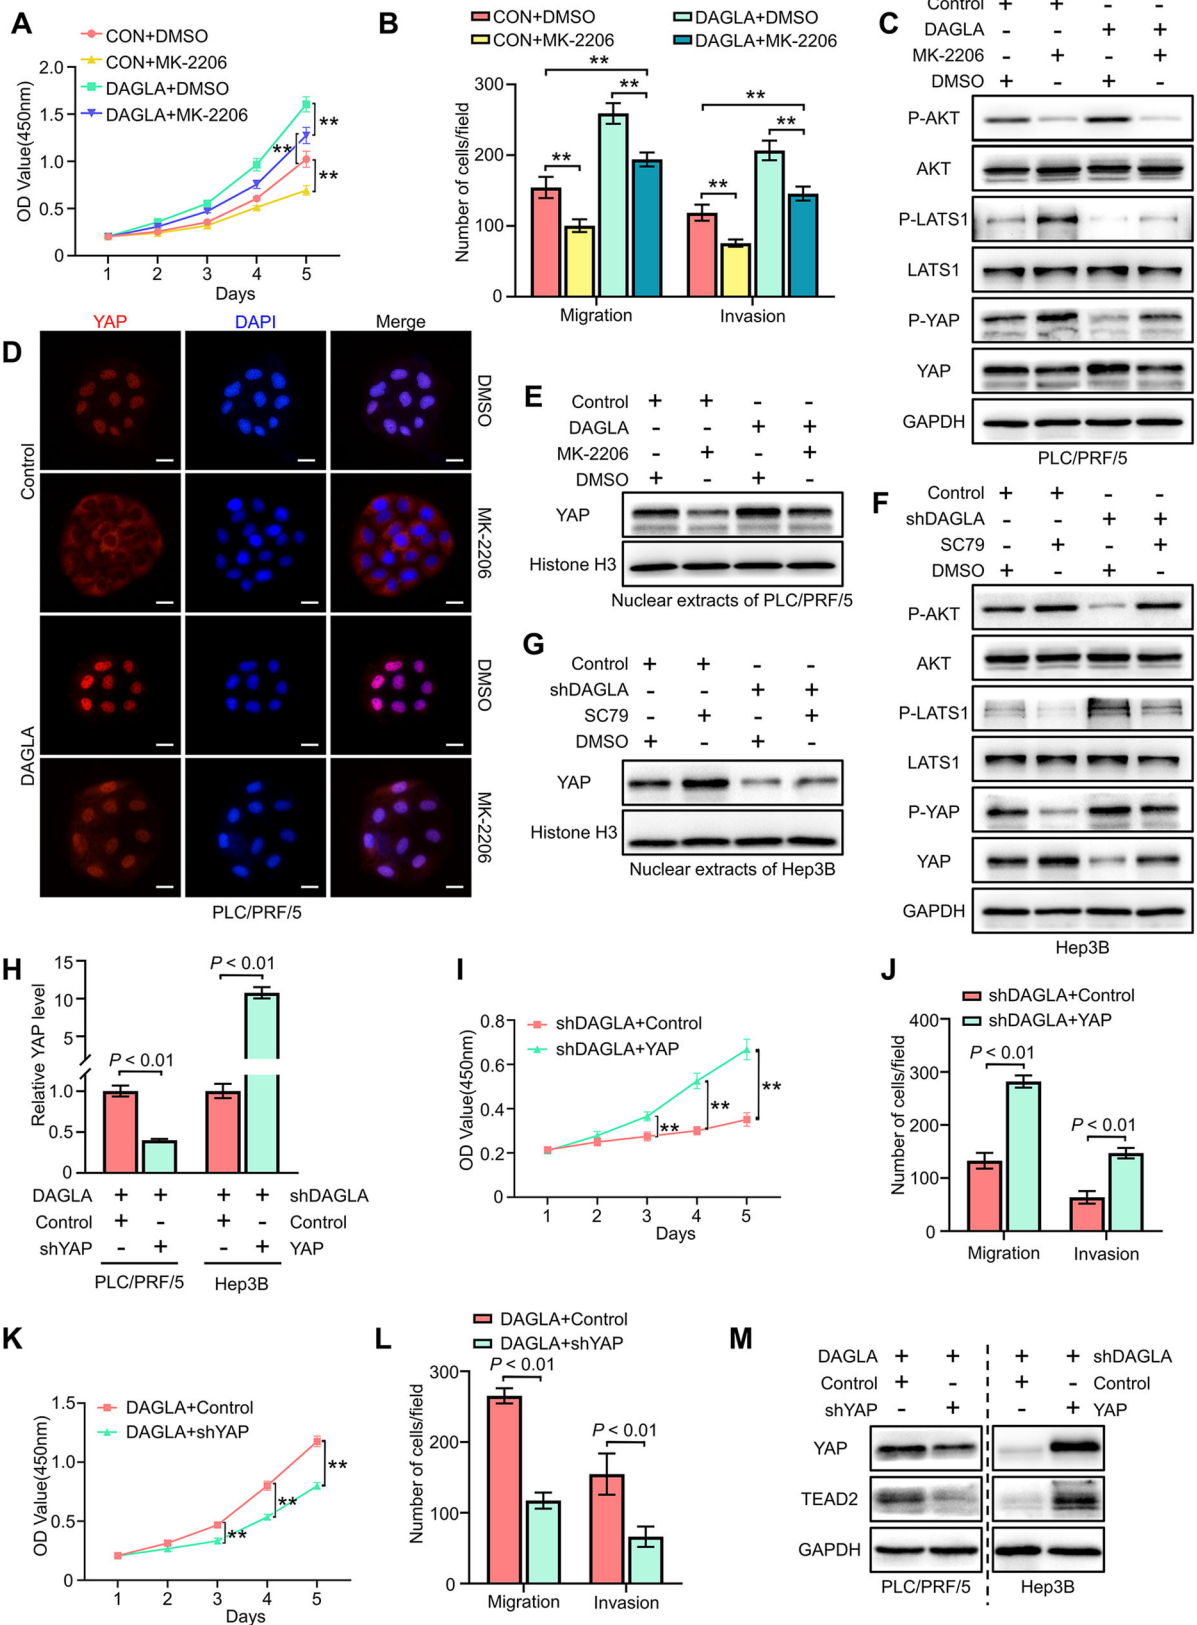 A
CON+DMSO
CON+MK-2206
DAGLA+DMSO
DAGLA+MK-2206
OD Value(450nm)
2.0
1.5
1.0
0.5
0
**
**
**
1 2 3 4 5
Days
B
CON+DMSO DAGLA+DMSO
CON+MK-2206 DAGLA+MK-2206
Number of cells/field
300
200
100
0
** ** **
** ** **
Migration Invasion
C
Control + + - -
DAGLA - - + +
MK-2206 - + - +
DMSO + - + -
P-AKT
AKT
P-LATS1
LATS1
P-YAP
YAP
GAPDH
PLC/PRF/5
D
YAP DAPI Merge
Control
DMSO
MK-2206
DAGLA
DMSO
MK-2206
PLC/PRF/5
E
Control + + - -
DAGLA - - + +
MK-2206 - + - +
DMSO + - + -
YAP
Histone H3
Nuclear extracts of PLC/PRF/5
F
Control + + - -
shDAGLA - - + +
SC79 - + - +
DMSO + - + -
P-AKT
AKT
P-LATS1
LATS1
P-YAP
YAP
GAPDH
Hep3B
G
Control + + - -
shDAGLA - - + +
SC79 - + - +
DMSO + - + -
YAP
Histone H3
Nuclear extracts of Hep3B
H
Relative YAP level
15
10
5
1.0
0.5
0
P < 0.01
P < 0.01
DAGLA + + + + shDAGLA
Control + - + - Control
shYAP - + - + YAP
PLC/PRF/5 Hep3B
I
shDAGLA+Control
shDAGLA+YAP
OD Value(450nm)
0.8
0.6
0.4
0.2
0
** ** **
1 2 3 4 5
Days
J
shDAGLA+Control
shDAGLA+YAP
Number of cells/field
400
300
200
100
0
P < 0.01
P < 0.01
Migration Invasion
K
DAGLA+Control
DAGLA+shYAP
OD Value(450nm)
1.5
1.0
0.5
0
** ** **
1 2 3 4 5
Days
L
DAGLA+Control
DAGLA+shYAP
Number of cells/field
300
200
100
0
P < 0.01
P < 0.01
Migration Invasion
M
DAGLA + + + + shDAGLA
Control + - + - Control
shYAP - + - + YAP
YAP
TEAD2
GAPDH
PLC/PRF/5 Hep3B